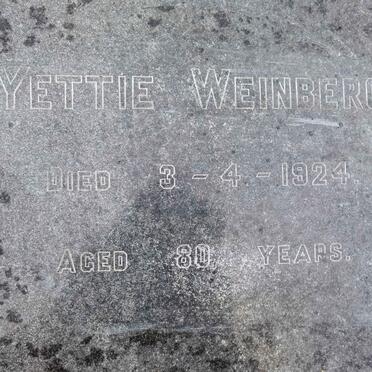 YETTIE WEINBERG
DIED 3-4-1924
AGED 80 YEARS.